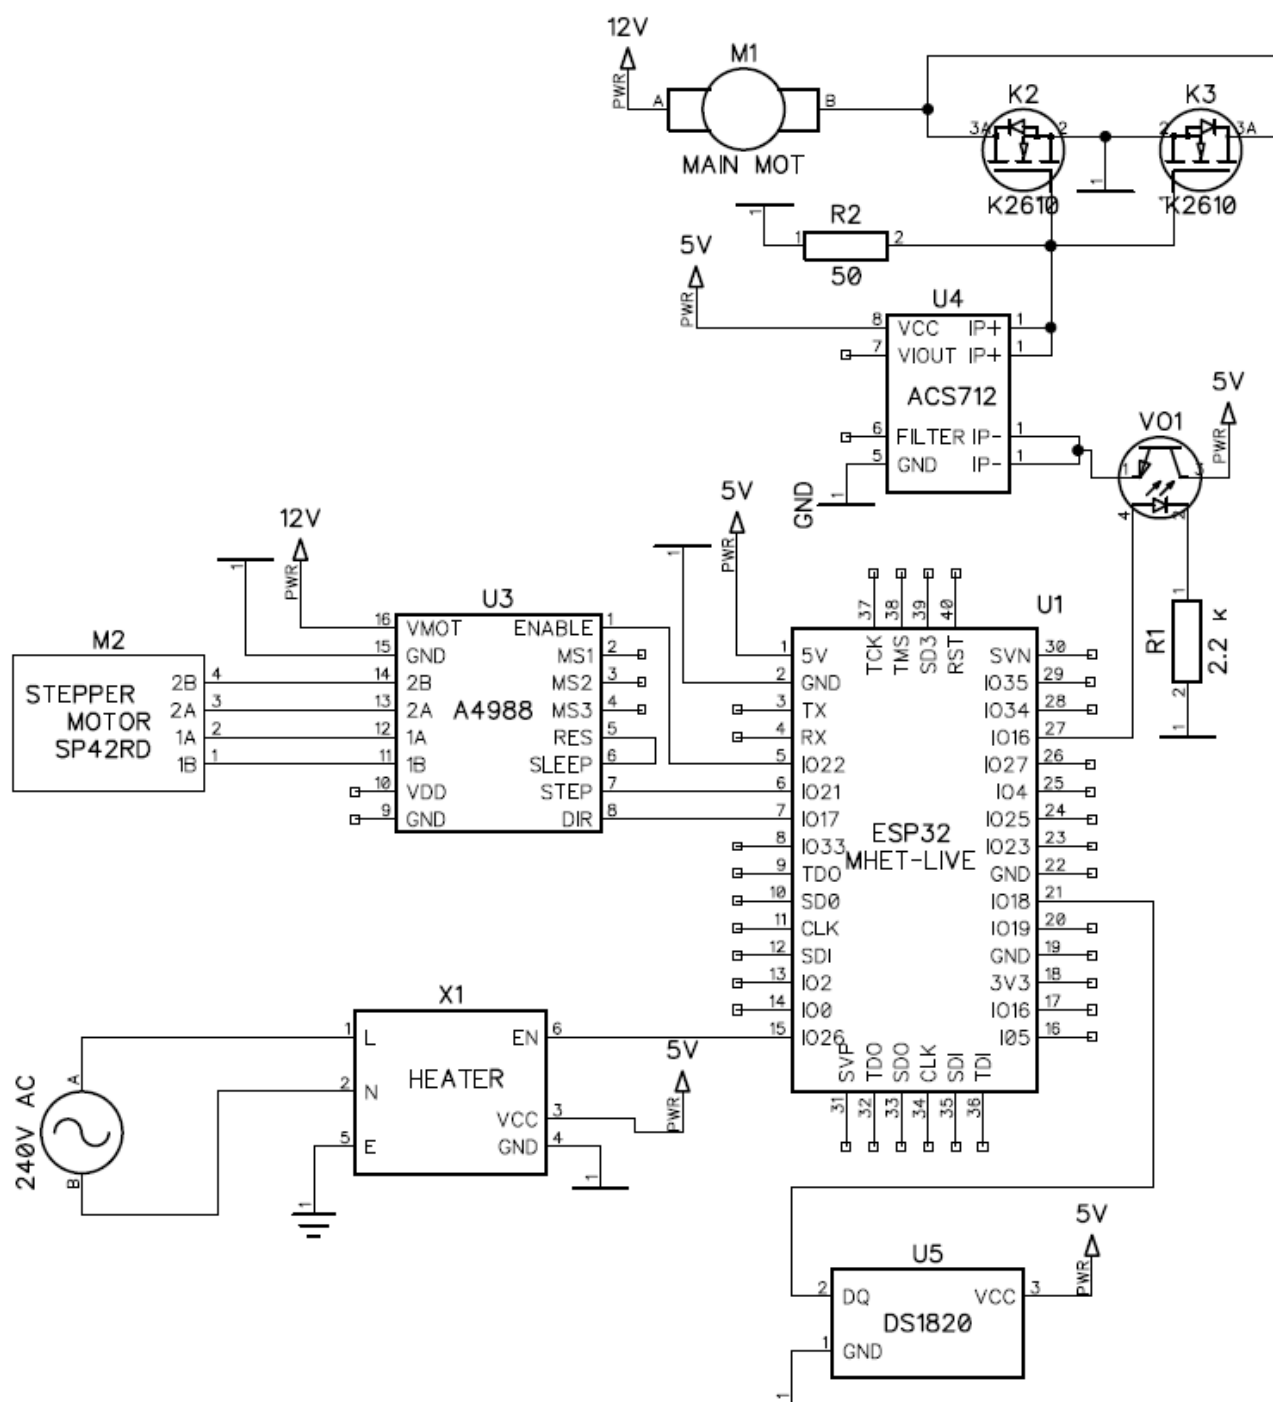 12V
PWR
A
M1
B
MAIN MOT
K2
3A
2
1
K2610
K3
2
3A
1
K2610
1
1
R2
1
2
50
5V
PWR
U4
8 VCC IP+ 1
7 VIOUT IP+ 1
ACS712
6 FILTER IP- 1
5 GND IP- 1
GND
1
VO1
1
3
4
2
5V
PWR
R1
1
2
2.2 к
1
12V
PWR
1
5V
PWR
1
M2
STEPPER
MOTOR
SP42RD
2B 4
2A 3
1A 2
1B 1
U3
A4988
16 VMOT ENABLE 1
15 GND MS1 2
14 2B MS2 3
13 2A MS3 4
12 1A RES 5
11 1B SLEEP 6
10 VDD STEP 7
9 GND DIR 8
U1
37 38 39 40
TCK TMS SD3 RST
ESP32
MHET-LIVE
1 5V SVN 30
2 GND IO35 29
3 TX IO34 28
4 RX IO16 27
5 IO22 IO27 26
6 IO21 IO4 25
7 IO17 IO25 24
8 IO33 IO23 23
9 TDO GND 22
10 SD0 IO18 21
11 CLK IO19 20
12 SDI GND 19
13 IO2 3V3 18
14 IO0 IO16 17
15 IO26 I05 16
SVP TDO SDO CLK SDI TDI
31 32 33 34 35 36
X1
HEATER
1 L EN 6
2 N
VCC 3
5 E GND 4
5V
PWR
1
1
240V AC
A
B
U5
DS1820
2 DQ VCC 3
1 GND
5V
PWR
1